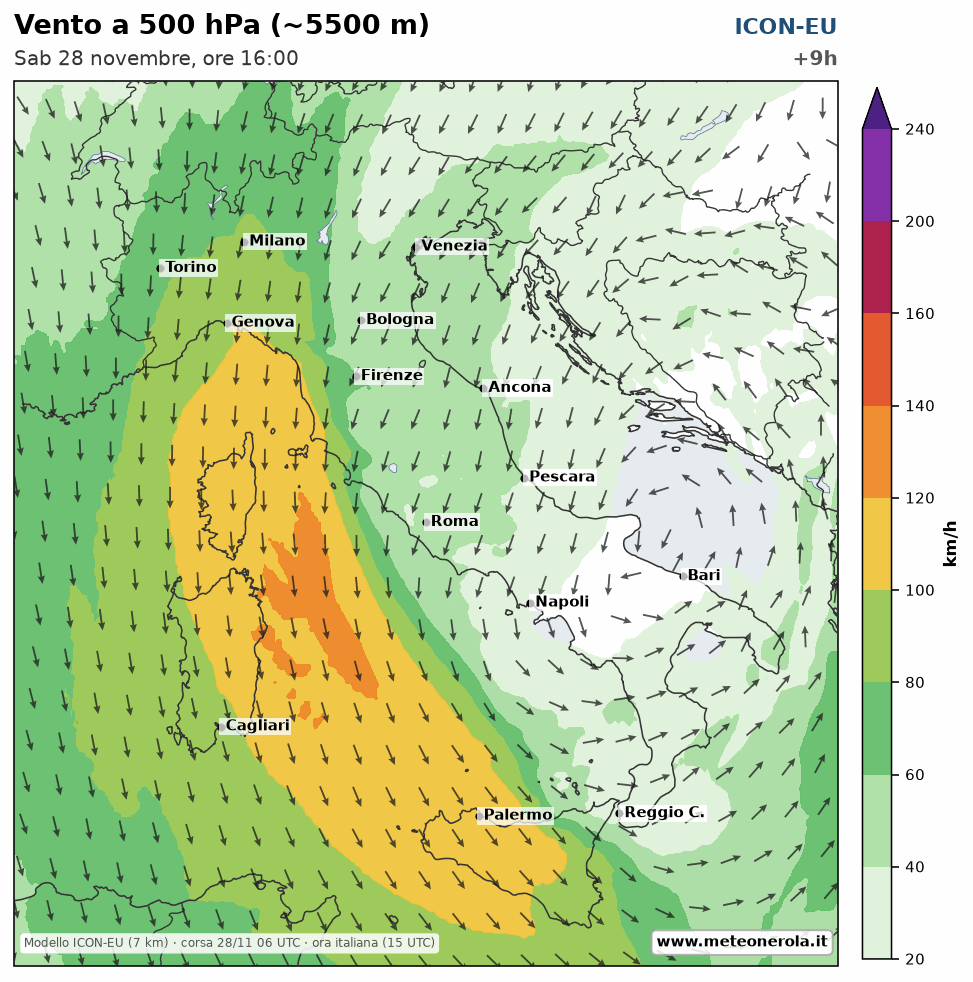 Vento a 500 hPa (~5500 m)
ICON-EU
Sab 28 novembre, ore 16:00
+9h
240
200
160
140
120
100
80
60
40
20
km/h
Milano
Venezia
Torino
Genova
Bologna
Firenze
Ancona
Pescara
Roma
Bari
Napoli
Cagliari
Palermo
Reggio C.
Modello ICON-EU (7 km) · corsa 28/11 06 UTC · ora italiana (15 UTC)
www.meteonerola.it